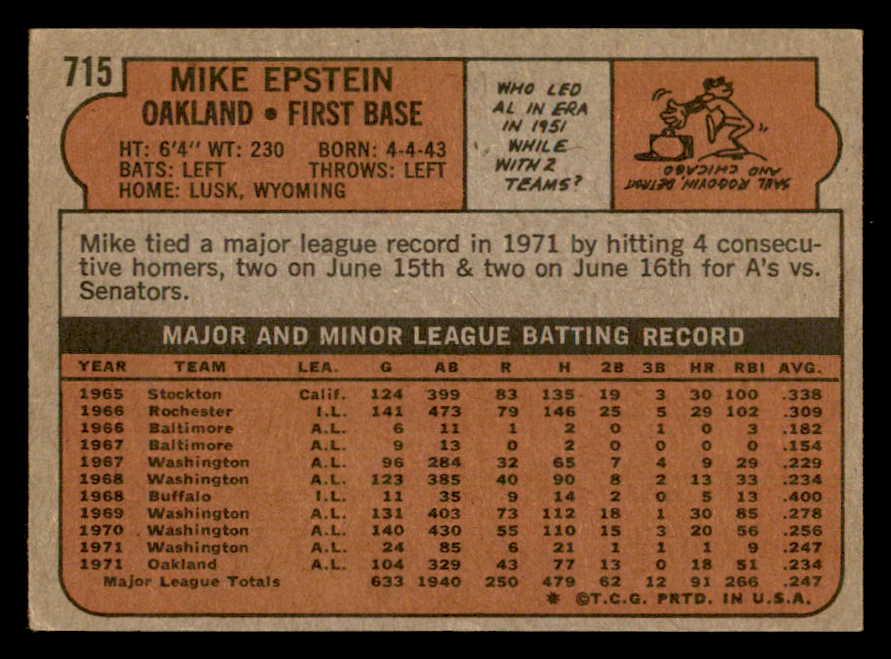 715
MIKE EPSTEIN
OAKLAND • FIRST BASE
HT: 6'4" WT: 230 BORN: 4-4-43
BATS: LEFT THROWS: LEFT
HOME: LUSK, WYOMING
WHO LED
AL IN ERA
IN 1951
WHILE
WITH 2
TEAMS?
SAUL ROGOVIN, DETROIT
AND CHICAGO
Mike tied a major league record in 1971 by hitting 4 consecu-
tive homers, two on June 15th & two on June 16th for A's vs.
Senators.
MAJOR AND MINOR LEAGUE BATTING RECORD
YEAR TEAM LEA. G AB R H 2B 3B HR RBI AVG.
1965 Stockton Calif. 124 399 83 135 19 3 30 100 .338
1966 Rochester I.L. 141 473 79 146 25 5 29 102 .309
1966 Baltimore A.L. 6 11 1 2 0 1 0 3 .182
1967 Baltimore A.L. 9 13 0 2 0 0 0 0 .154
1967 Washington A.L. 96 284 32 65 7 4 9 29 .229
1968 Washington A.L. 123 385 40 90 8 2 13 33 .234
1968 Buffalo I.L. 11 35 9 14 2 0 5 13 .400
1969 Washington A.L. 131 403 73 112 18 1 30 85 .278
1970 Washington A.L. 140 430 55 110 15 3 20 56 .256
1971 Washington A.L. 24 85 6 21 1 1 1 9 .247
1971 Oakland A.L. 104 329 43 77 13 0 18 51 .234
Major League Totals 633 1940 250 479 62 12 91 266 .247
* ©T.C.G. PRTD. IN U.S.A.